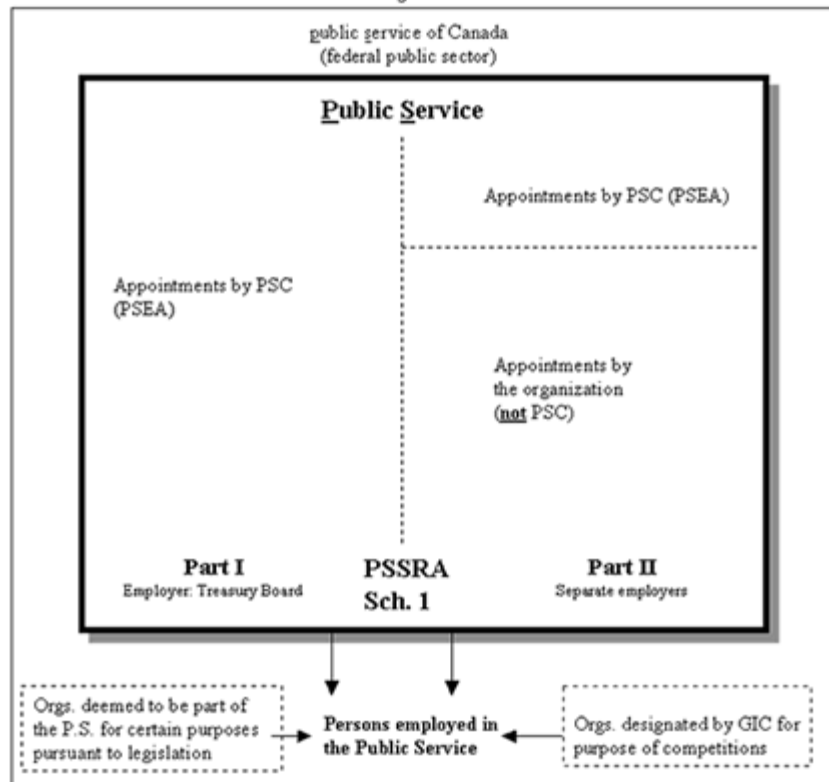 public service of Canada
(federal public sector)
Public Service
Appointments by PSC (PSEA)
Appointments by PSC
(PSEA)
Appointments by
the organization
(not PSC)
Part I
Employer: Treasury Board
PSSRA
Sch. 1
Part II
Separate employers
Orgs. deemed to be part of
the P.S. for certain purposes
pursuant to legislation
Persons employed in
the Public Service
Orgs. designated by GIC for
purpose of competitions